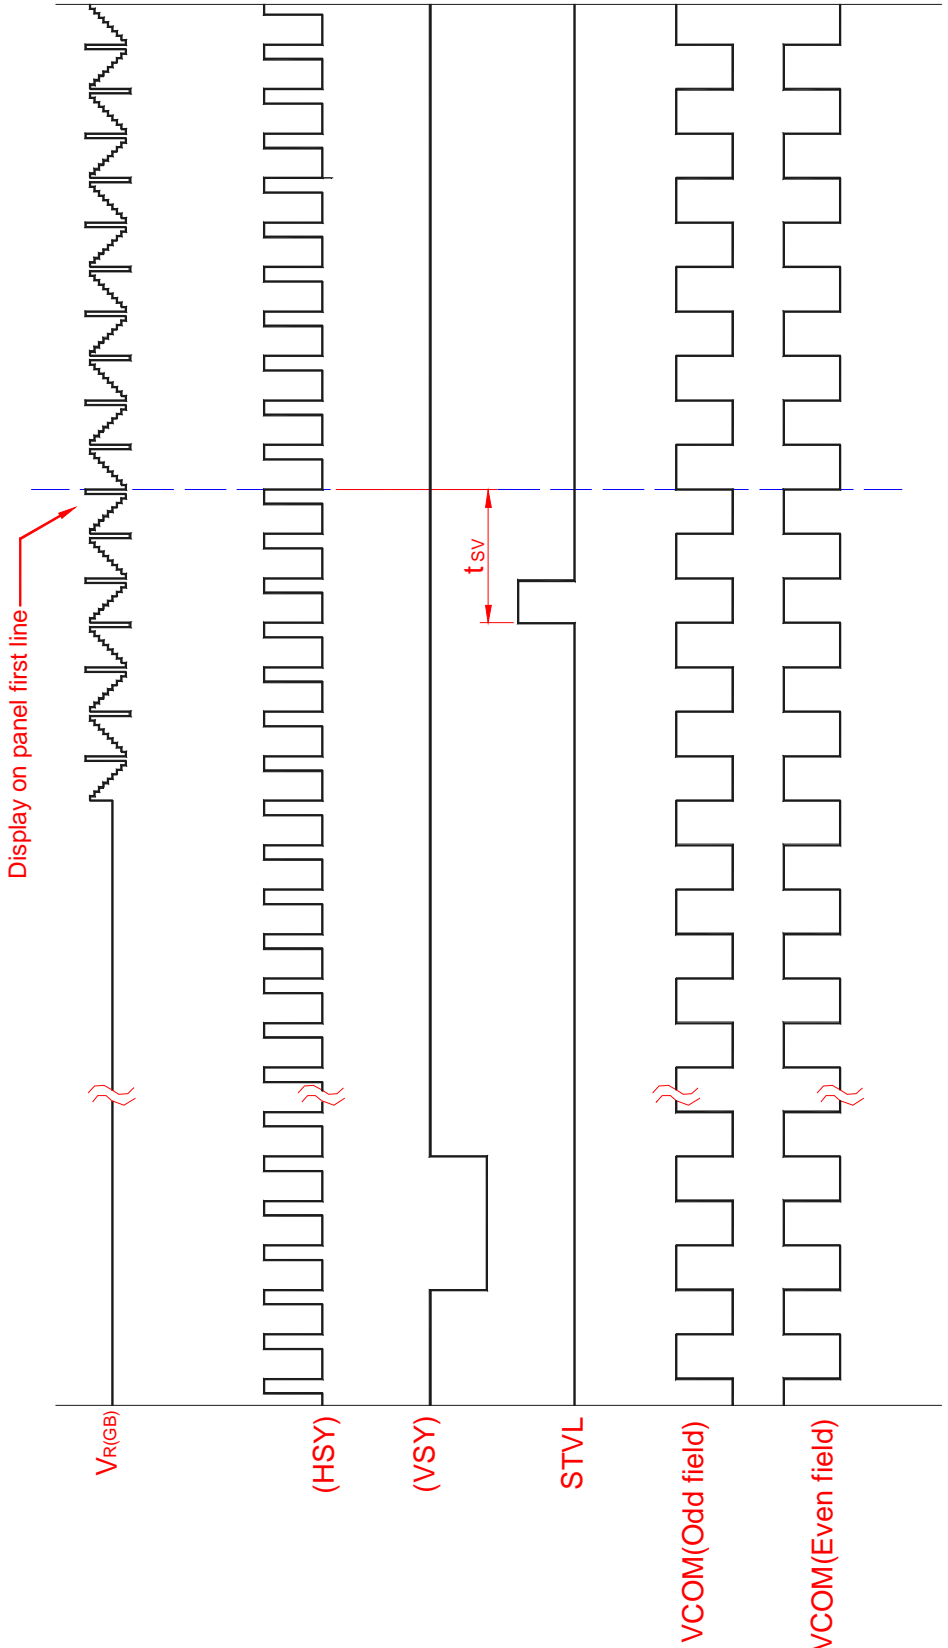 Display on panel first line
tsv
VR(GB)
(HSY)
(VSY)
STVL
VCOM(Odd field)
VCOM(Even field)